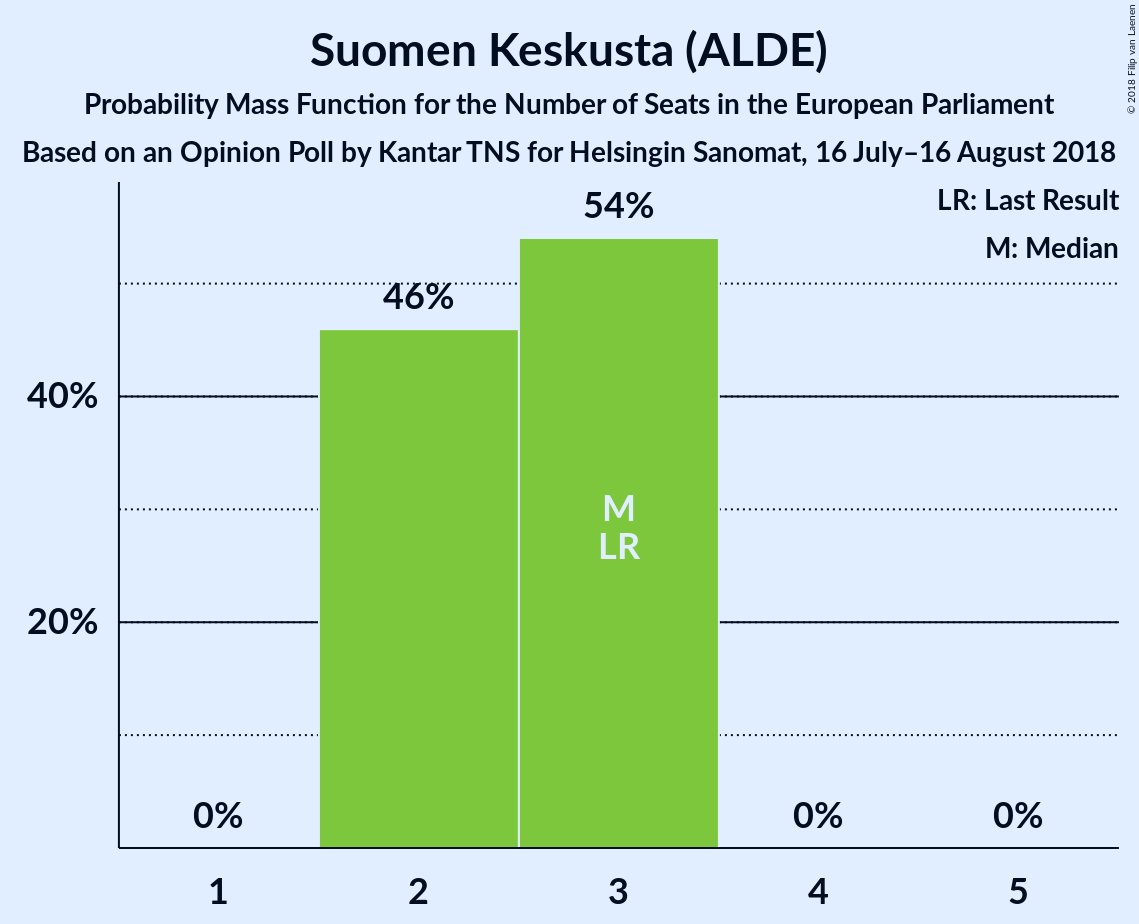 Suomen Keskusta (ALDE)
Probability Mass Function for the Number of Seats in the European Parliament
Based on an Opinion Poll by Kantar TNS for Helsingin Sanomat, 16 July–16 August 2018
© 2018 Filip van Laenen
LR: Last Result
M: Median
54%
46%
40%
M
LR
20%
0%
0%
0%
1
2
3
4
5